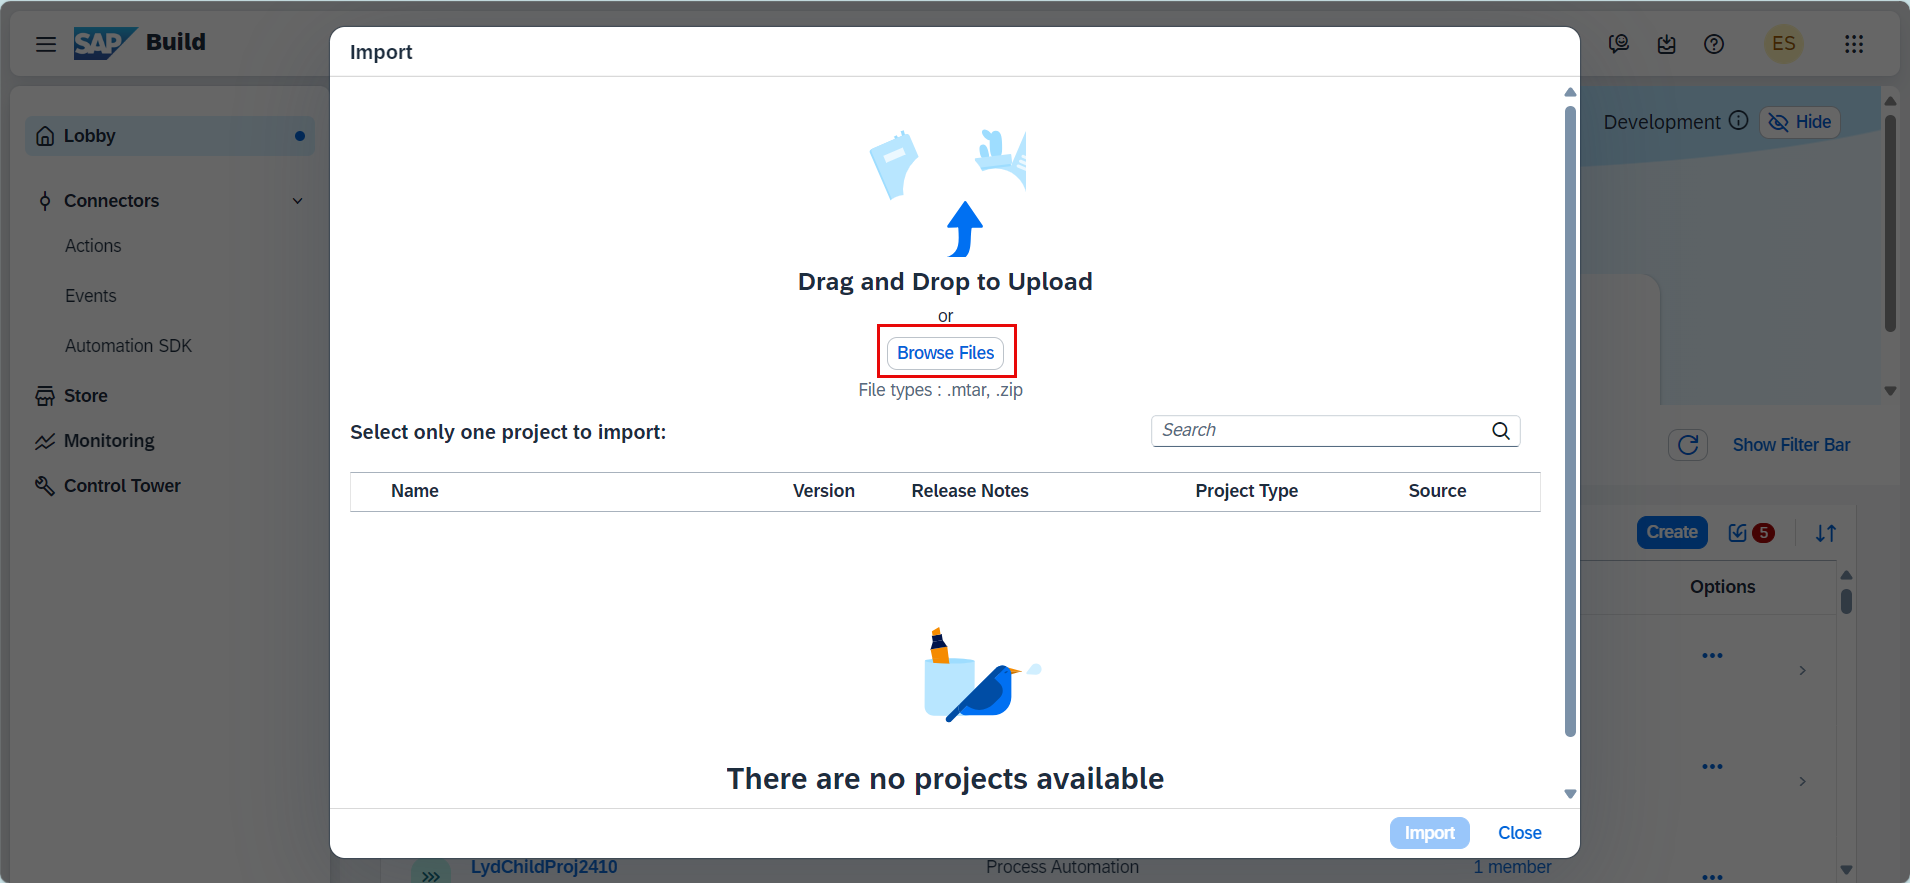 SAP Build
ES
Lobby
Connectors
Actions
Events
Automation SDK
Store
Monitoring
Control Tower
Development
Hide
Show Filter Bar
Create
5
Options
Import
Drag and Drop to Upload
or
Browse Files
File types : .mtar, .zip
Select only one project to import:
Search
Name Version Release Notes Project Type Source
There are no projects available
Import Close
LydChildProj2410 Process Automation 1 member